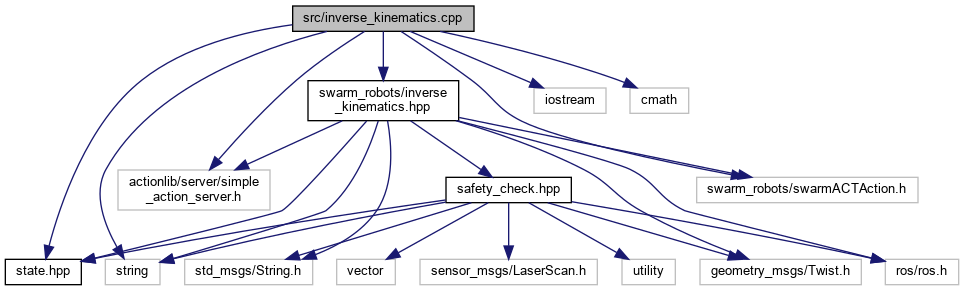 src/inverse_kinematics.cpp
swarm_robots/inverse
_kinematics.hpp
iostream
cmath
actionlib/server/simple
_action_server.h
safety_check.hpp
swarm_robots/swarmACTAction.h
state.hpp
string
std_msgs/String.h
vector
sensor_msgs/LaserScan.h
utility
geometry_msgs/Twist.h
ros/ros.h